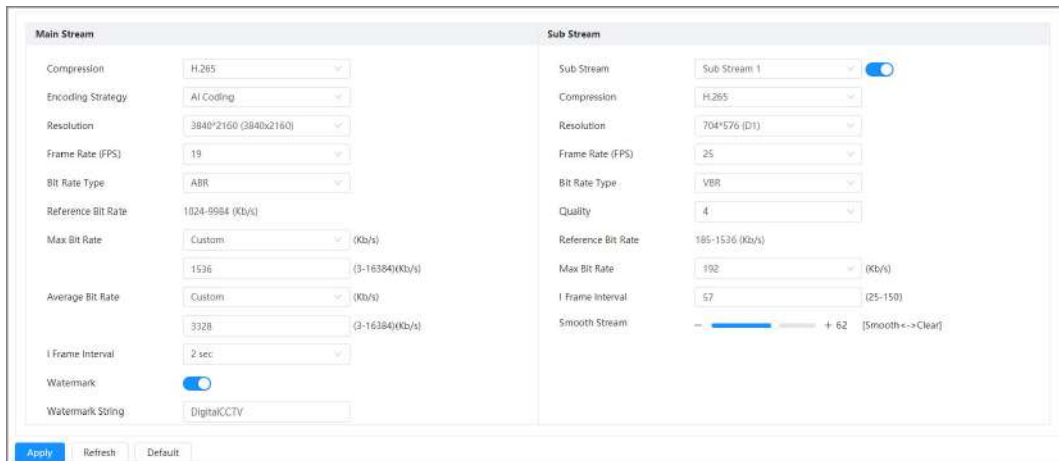 Main Stream
Compression H.265
Encoding Strategy AI Coding
Resolution 3840*2160 (3840x2160)
Frame Rate (FPS) 19
Bit Rate Type ABR
Reference Bit Rate 1024-9984 (Kb/s)
Max Bit Rate Custom (Kb/s)
1536 (3-16384)(Kb/s)
Average Bit Rate Custom (Kb/s)
3328 (3-16384)(Kb/s)
I Frame Interval 2 sec
Watermark
Watermark String DigitalCCTV
Sub Stream
Sub Stream Sub Stream 1
Compression H.265
Resolution 704*576 (D1)
Frame Rate (FPS) 25
Bit Rate Type VBR
Quality 4
Reference Bit Rate 185-1536 (Kb/s)
Max Bit Rate 192 (Kb/s)
I Frame Interval 57 (25-150)
Smooth Stream − + 62 [Smooth<->Clear]
Apply Refresh Default